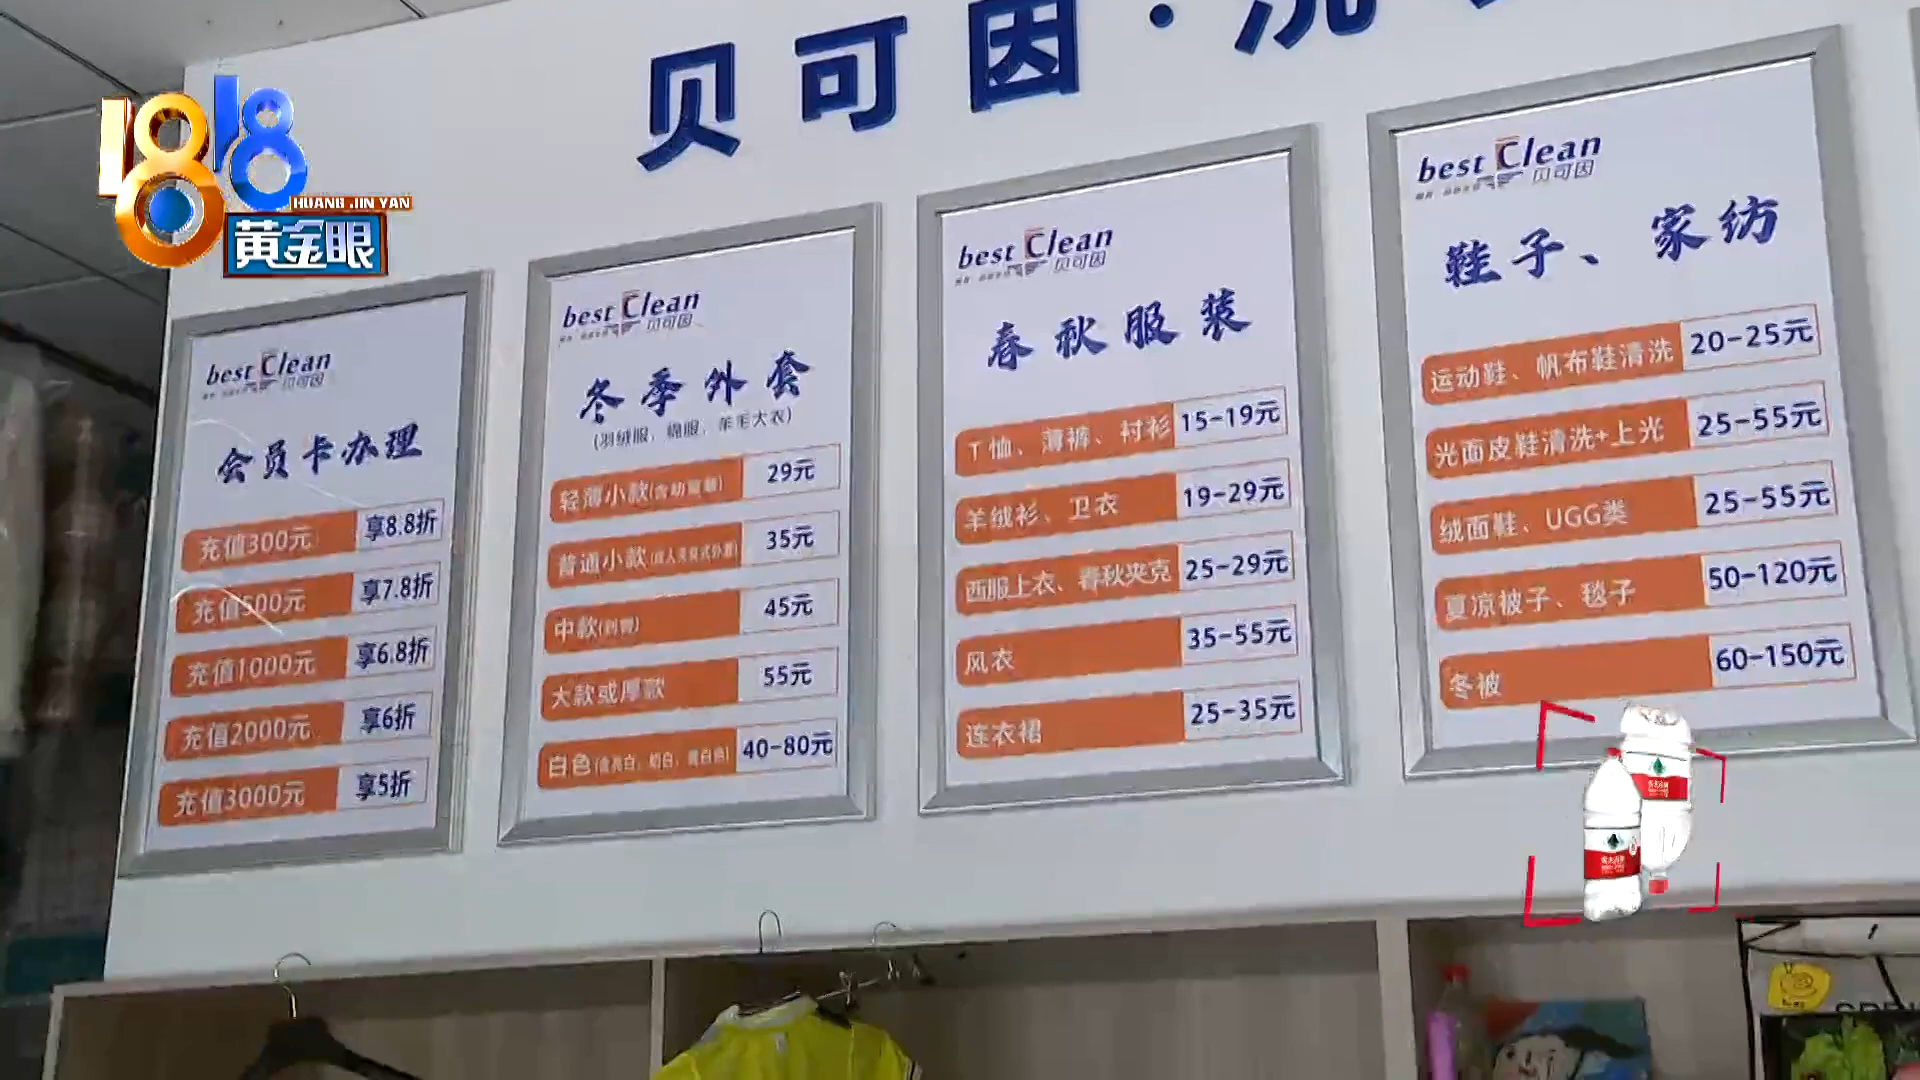 贝可因·洗
1818
HUANG JIN YAN
黄金眼
best Clean
贝可因
会员卡办理
充值300元 享8.8折
充值500元 享7.8折
充值1000元 享6.8折
充值2000元 享6折
充值3000元 享5折
best Clean
贝可因
冬季外套
(羽绒服、棉服、羊毛大衣)
轻薄小款 29元
普通小款 35元
中款 45元
大款或厚款 55元
白色 40-80元
best Clean
贝可因
春秋服装
T恤、薄裤、衬衫 15-19元
羊绒衫、卫衣 19-29元
西服上衣、春秋夹克 25-29元
风衣 35-55元
连衣裙 25-35元
best Clean
贝可因
鞋子、家纺
运动鞋、帆布鞋清洗 20-25元
光面皮鞋清洗+上光 25-55元
绒面鞋、UGG类 25-55元
夏凉被子、毯子 50-120元
冬被 60-150元